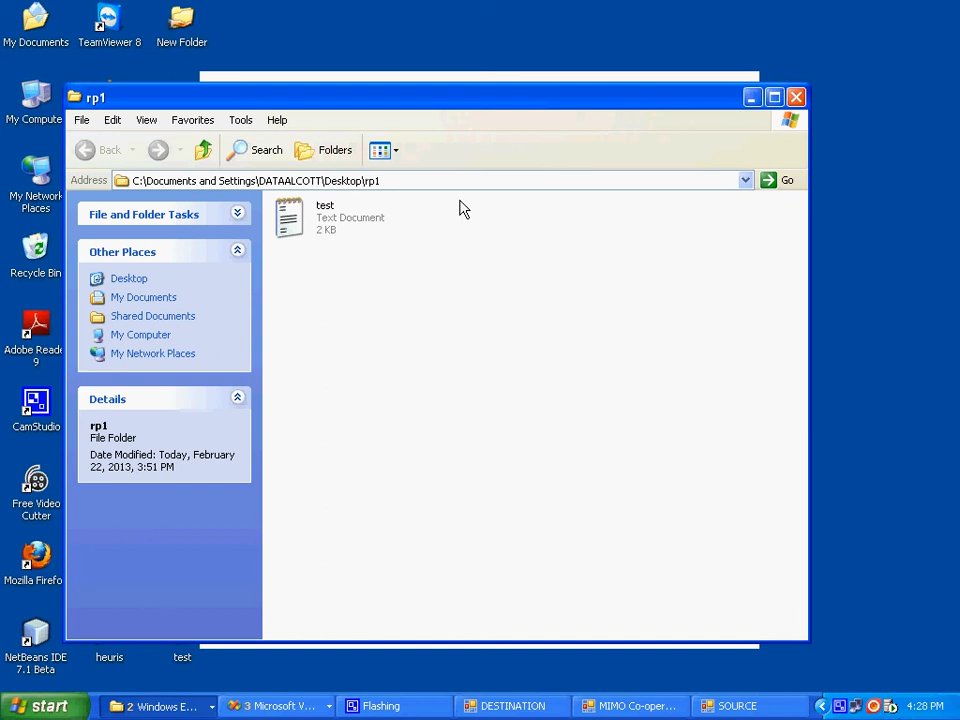 My Documents
TeamViewer 8
New Folder
My Compute
My Network
Places
Recycle Bin
Adobe Reade
9
CamStudio
Free Video
Cutter
Mozilla Firefo
NetBeans IDE
7.1 Beta
heuris
test
rp1
File Edit View Favorites Tools Help
Back Search Folders
Address C:\Documents and Settings\DATAALCOTT\Desktop\rp1 Go
File and Folder Tasks
Other Places
Desktop
My Documents
Shared Documents
My Computer
My Network Places
Details
rp1
File Folder
Date Modified: Today, February
22, 2013, 3:51 PM
test
Text Document
2 KB
start 2 Windows E... 3 Microsoft V... Flashing DESTINATION MIMO Co-oper... SOURCE 4:28 PM